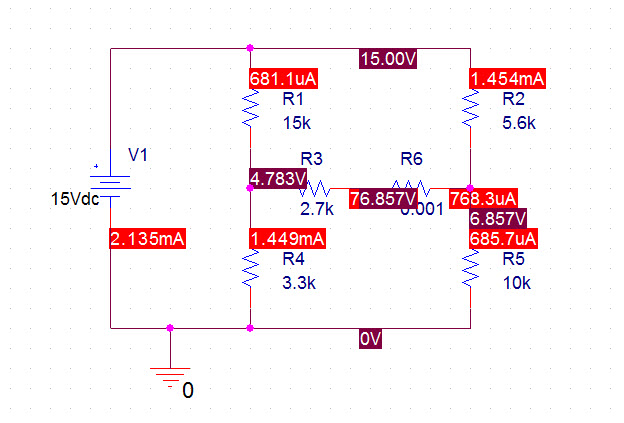 15.00V
681.1uA
1.454mA
R1
R2
15k
5.6k
V1
R3
R6
4.783V
15Vdc
2.7k
76.857V
0.001
768.3uA
6.857V
2.135mA
1.449mA
685.7uA
R4
R5
3.3k
10k
0V
0